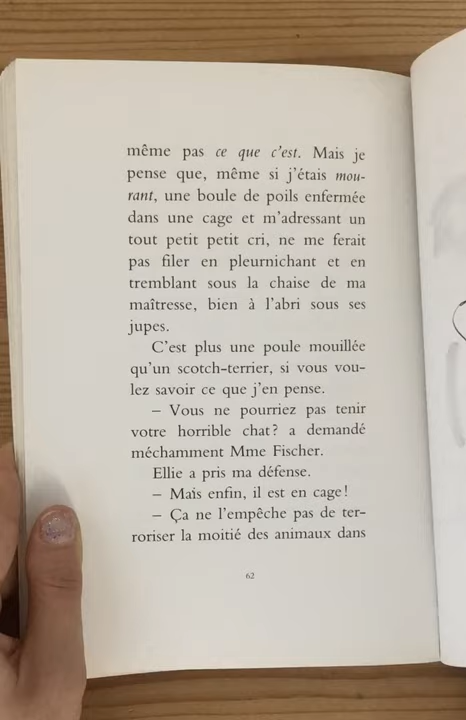 même pas ce que c'est. Mais je
pense que, même si j'étais mou-
rant, une boule de poils enfermée
dans une cage et m'adressant un
tout petit petit cri, ne me ferait
pas filer en pleurnichant et en
tremblant sous la chaise de ma
maîtresse, bien à l'abri sous ses
jupes.
C'est plus une poule mouillée
qu'un scotch-terrier, si vous vou-
lez savoir ce que j'en pense.
– Vous ne pourriez pas tenir
votre horrible chat? a demandé
méchamment Mme Fischer.
Ellie a pris ma défense.
– Mais enfin, il est en cage!
– Ça ne l'empêche pas de ter-
roriser la moitié des animaux dans
62